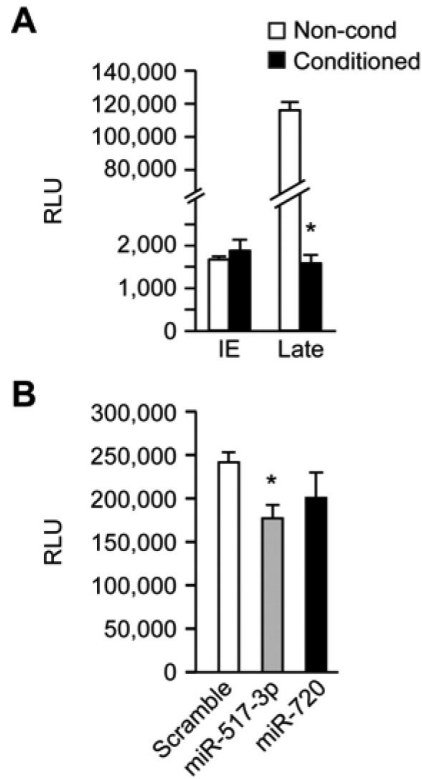 A
Non-cond
Conditioned
140,000
120,000
100,000
80,000
2,000
1,000
0
RLU
*
IE Late
B
300,000
250,000
200,000
150,000
100,000
50,000
0
RLU
*
Scramble
miR-517-3p
miR-720